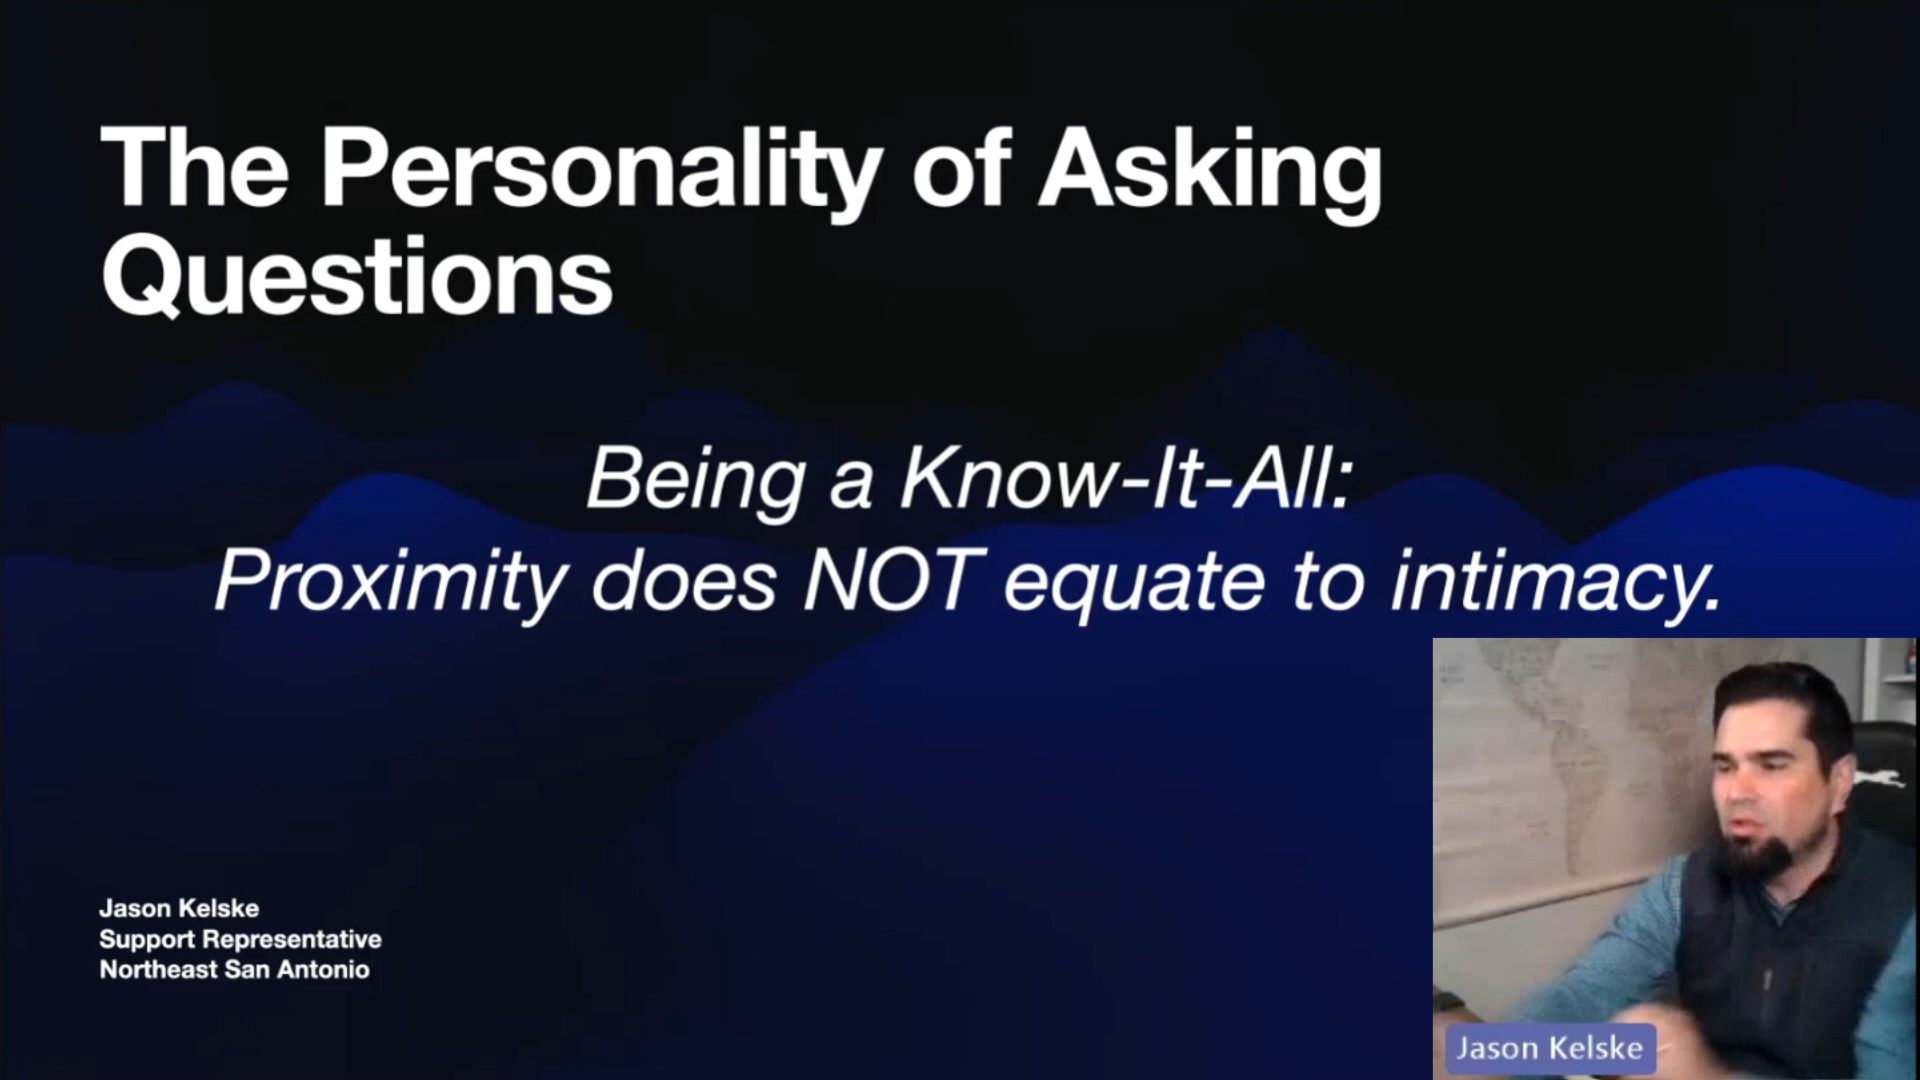 The Personality of Asking
Questions
Being a Know-It-All:
Proximity does NOT equate to intimacy.
Jason Kelske
Support Representative
Northeast San Antonio
Jason Kelske